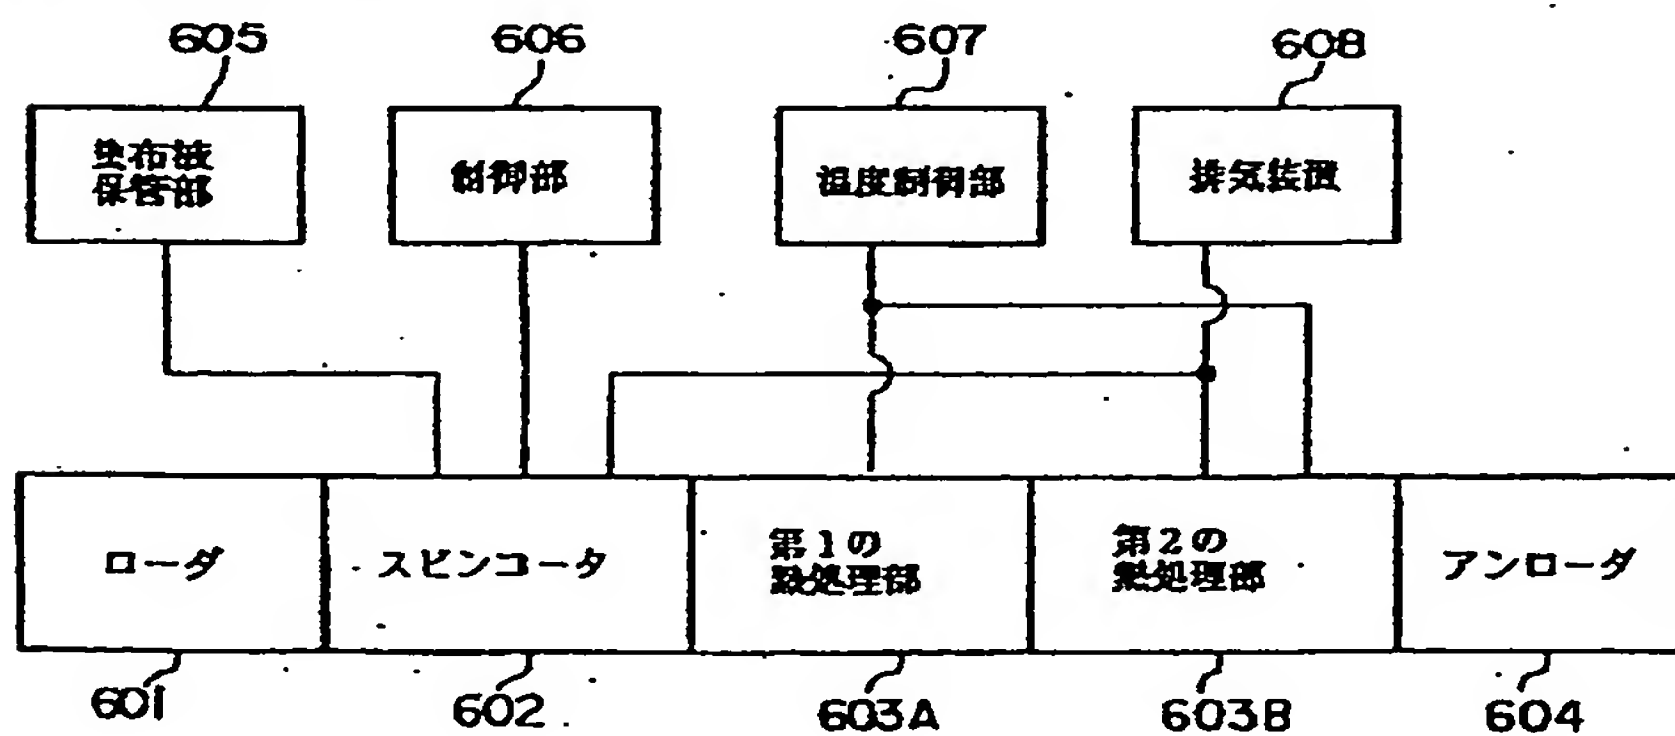 605
606
607
608
塗布液
保管部
制御部
温度制御部
排気装置
ローダ
スピンコータ
第1の
熱処理部
第2の
熱処理部
アンローダ
601
602
603A
603B
604